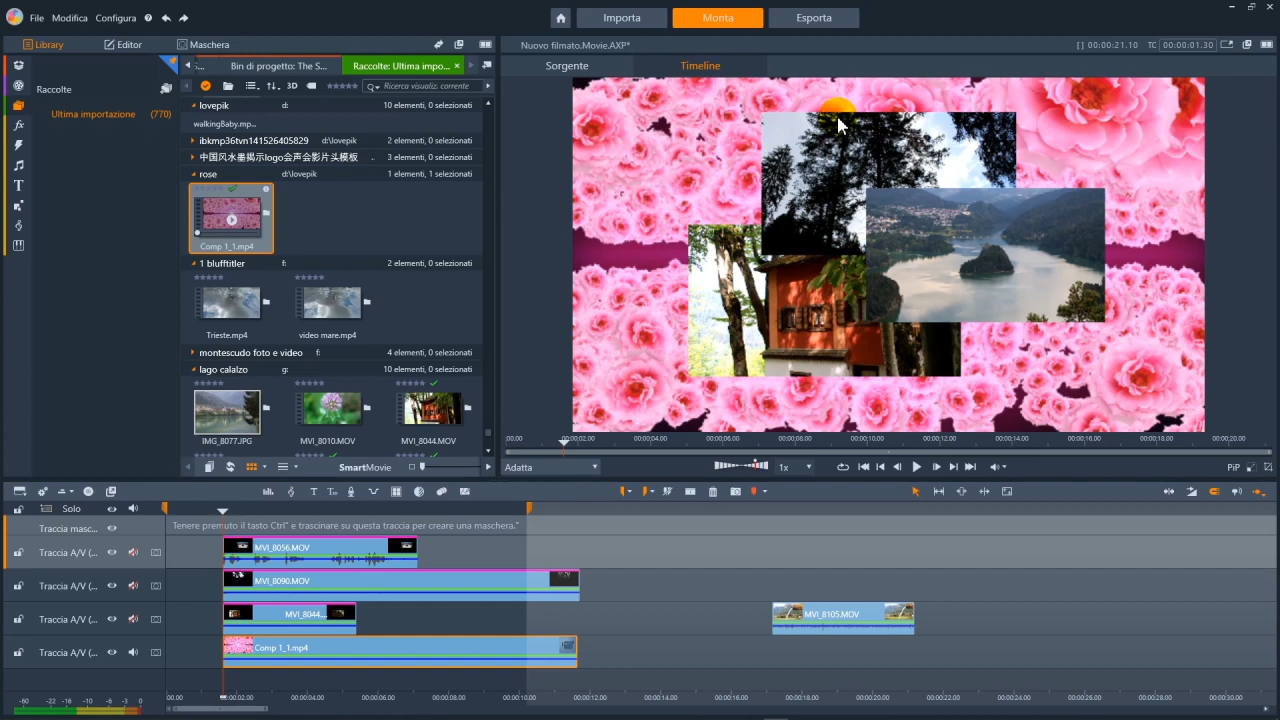 File Modifica Configura
Importa Monta Esporta
Library Editor Maschera
Nuovo filmato.Movie.AXP*
[] 00:00:21.10 TC 00:00:01.30
Bin di progetto: The S... Raccolte: Ultima impo... ×
Sorgente Timeline
Raccolte
Ultima importazione (770)
3D Ricerca visualiz. corrente
lovepik d: 10 elementi, 0 selezionati
walkingBaby.mp...
ibkmp36tvn141526405829 d:\lovepik 2 elementi, 0 selezionati
中国风水墨揭示logo会声会影片头模板 .. 3 elementi, 0 selezionati
rose d:\lovepik 1 elementi, 1 selezionati
Comp 1_1.mp4
1 blufftitler f: 2 elementi, 0 selezionati
Trieste.mp4 video mare.mp4
montescudo foto e video f: 4 elementi, 0 selezionati
lago calalzo g: 10 elementi, 0 selezionati
IMG_8077.JPG MVI_8010.MOV MVI_8044.MOV
SmartMovie
:00.00 00:00:02.00 00:00:04.00 00:00:06.00 00:00:08.00 00:00:10.00 00:00:12.00 00:00:14.00 00:00:16.00 00:00:18.00 00:00:20.00
Adatta 1x PiP
Solo
Traccia masc...
Tenere premuto il tasto Ctrl" e trascinare su questa traccia per creare una maschera."
Traccia A/V (... MVI_8056.MOV
Traccia A/V (... MVI_8090.MOV
Traccia A/V (... MVI_8044... MVI_8105.MOV
Traccia A/V (... Comp 1_1.mp4
:00.00 00:00:02.00 00:00:04.00 00:00:06.00 00:00:08.00 00:00:10.00 00:00:12.00 00:00:14.00 00:00:16.00 00:00:18.00 00:00:20.00 00:00:22.00 00:00:24.00 00:00:26.00 00:00:28.00 00:00:30.00
-60 -22 -16 -10 -6 -3 0